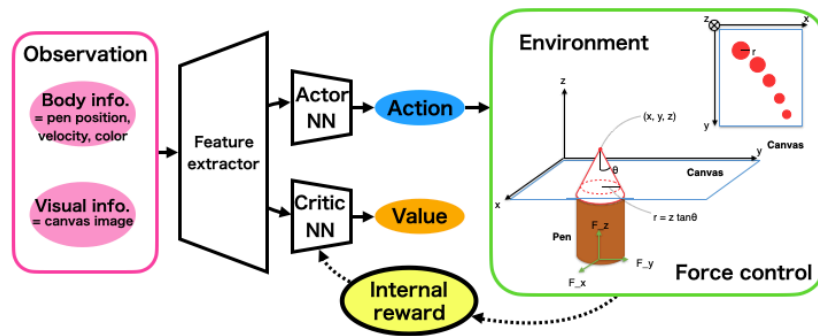 Observation
Body info.
= pen position,
velocity, color
Visual info.
= canvas image
Feature
extractor
Actor
NN
Action
Critic
NN
Value
Internal
reward
Environment
z
x
r
y
Canvas
z
(x, y, z)
θ
y
Canvas
x
r = z tanθ
Pen
F_z
F_y
F_x
Force control